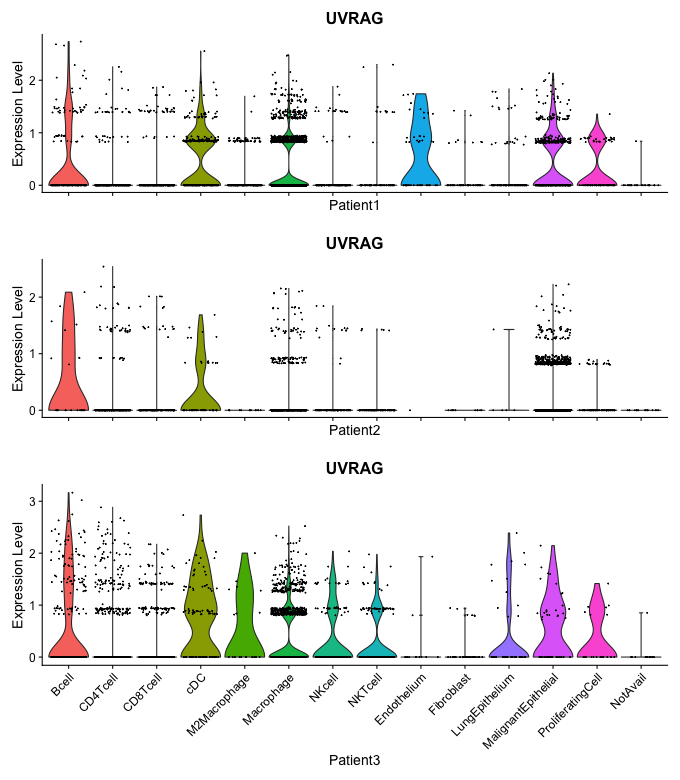 UVRAG
Expression Level
2
1
0
Patient1
UVRAG
Expression Level
2
1
0
Patient2
UVRAG
Expression Level
3
2
1
0
Bcell
CD4Tcell
CD8Tcell
cDC
M2Macrophage
Macrophage
NKcell
NKTcell
Endothelium
Fibroblast
LungEpithelium
MalignantEpithelial
ProliferatingCell
NotAvail
Patient3